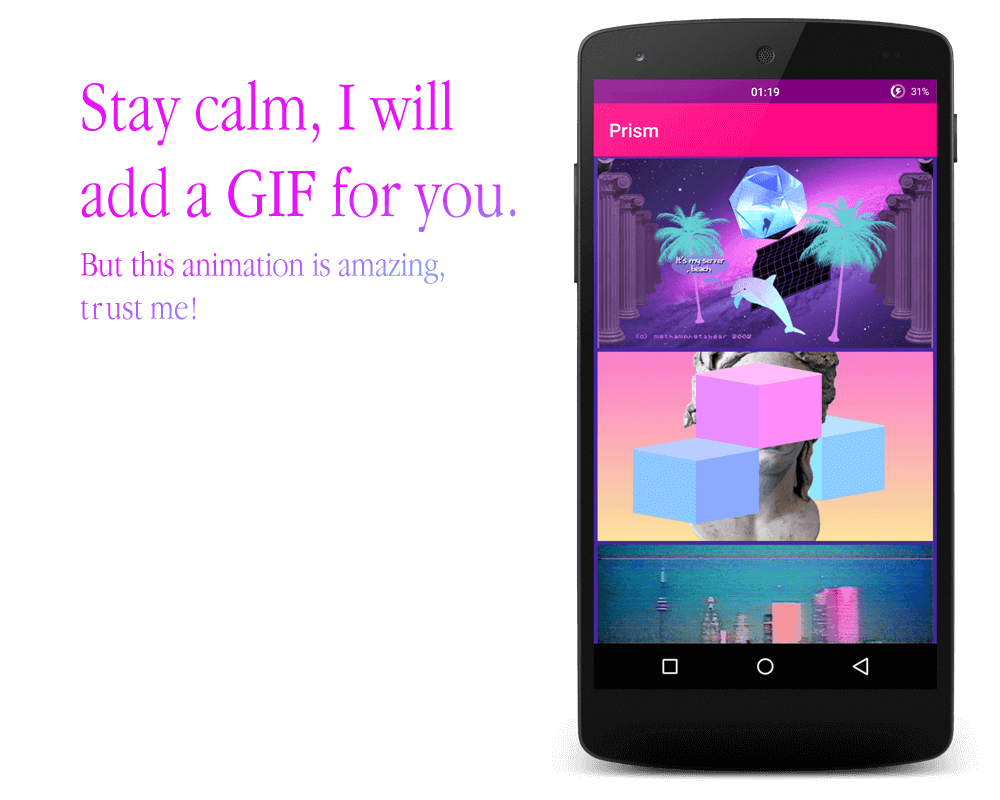 Stay calm, I will
add a GIF for you.
But this animation is amazing,
trust me!
01:19
31%
Prism
It's my server
, beach
(c) methamphetabear 2002